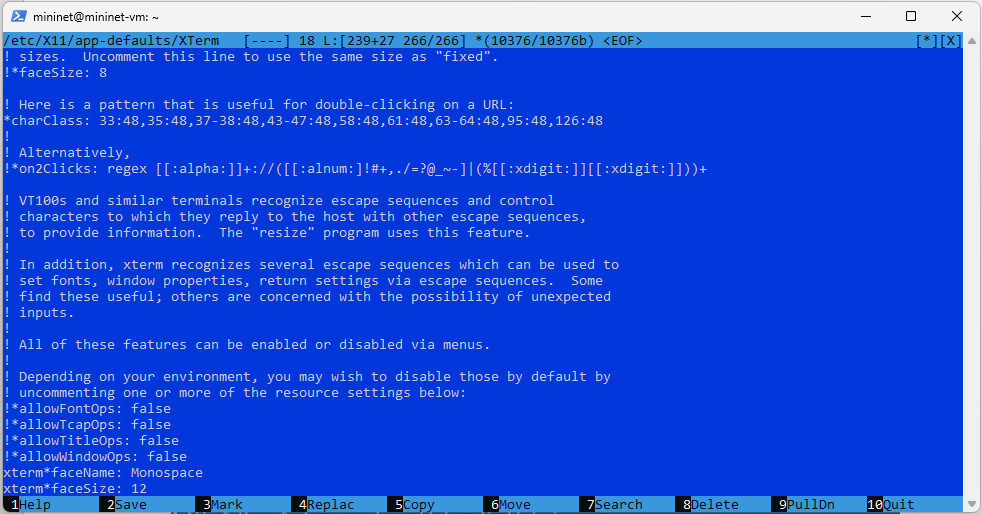 mininet@mininet-vm: ~
/etc/X11/app-defaults/XTerm   [----] 18 L:[239+27 266/266] *(10376/10376b) <EOF>   [*][X]
! sizes.  Uncomment this line to use the same size as "fixed".
!*faceSize: 8

! Here is a pattern that is useful for double-clicking on a URL:
*charClass: 33:48,35:48,37-38:48,43-47:48,58:48,61:48,63-64:48,95:48,126:48
!
! Alternatively,
!*on2Clicks: regex [[:alpha:]]+://([[:alnum:]!#+,./=?@_~-]|(%[[:xdigit:]][[:xdigit:]]))+

! VT100s and similar terminals recognize escape sequences and control
! characters to which they reply to the host with other escape sequences,
! to provide information.  The "resize" program uses this feature.
!
! In addition, xterm recognizes several escape sequences which can be used to
! set fonts, window properties, return settings via escape sequences.  Some
! find these useful; others are concerned with the possibility of unexpected
! inputs.
!
! All of these features can be enabled or disabled via menus.
!
! Depending on your environment, you may wish to disable those by default by
! uncommenting one or more of the resource settings below:
!*allowFontOps: false
!*allowTcapOps: false
!*allowTitleOps: false
!*allowWindowOps: false
xterm*faceName: Monospace
xterm*faceSize: 12
1Help 2Save 3Mark 4Replac 5Copy 6Move 7Search 8Delete 9PullDn 10Quit